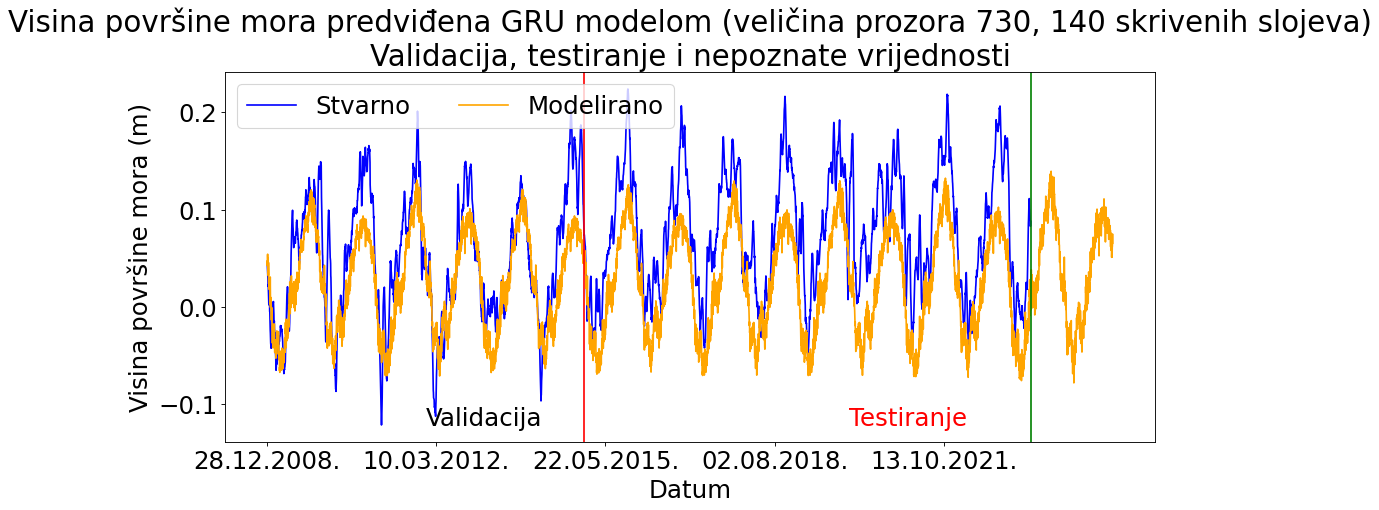 Visina površine mora predviđena GRU modelom (veličina prozora 730, 140 skrivenih slojeva)
Validacija, testiranje i nepoznate vrijednosti
Stvarno
Modelirano
Visina površine mora (m)
0.2
0.1
0.0
−0.1
Validacija
Testiranje
28.12.2008.
10.03.2012.
22.05.2015.
02.08.2018.
13.10.2021.
Datum